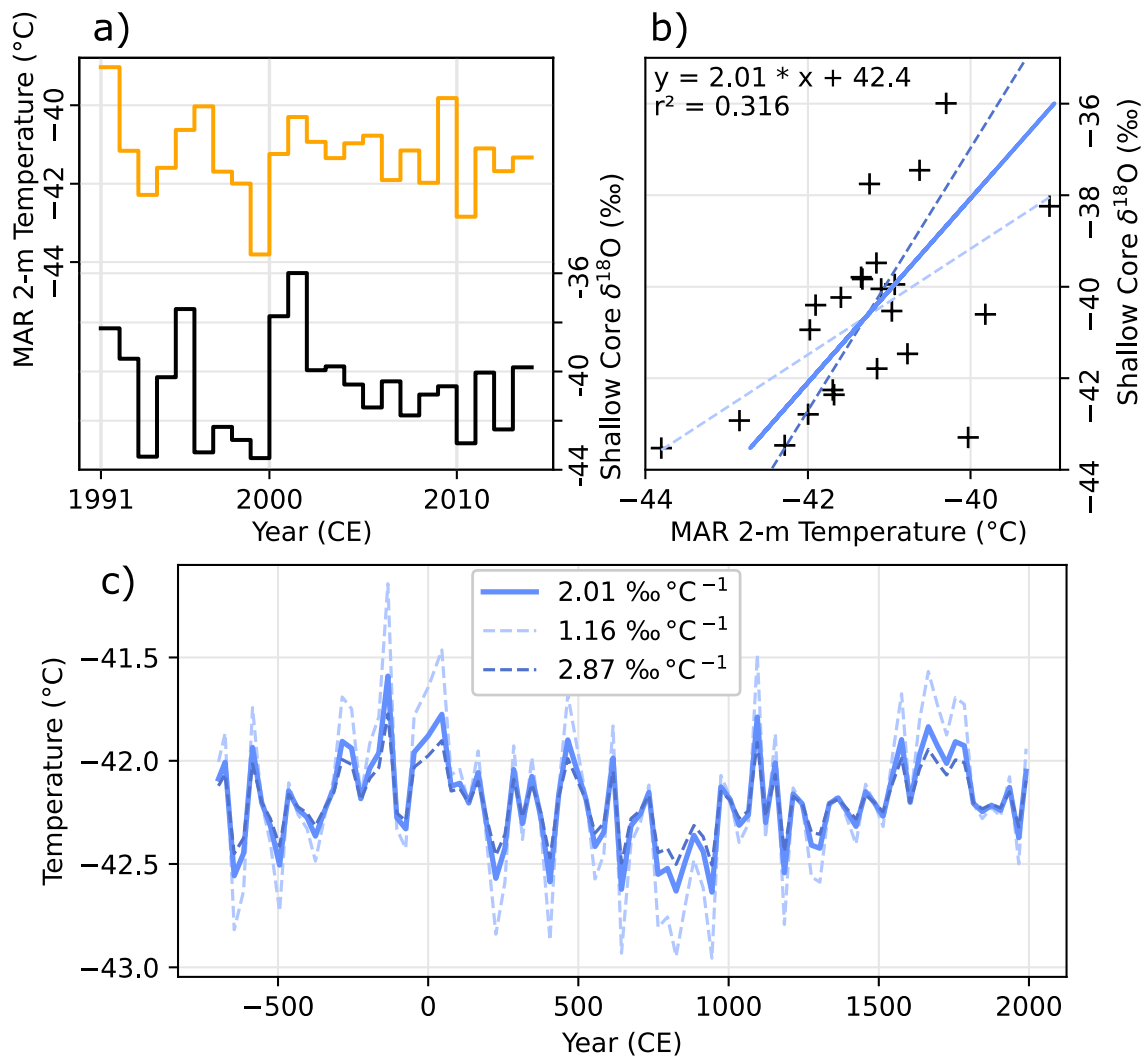 a)
MAR 2-m Temperature (°C)
−40
−42
−44
-36
-40
-44
Shallow Core δ¹⁸O (‰)
1991
2000
2010
Year (CE)
b)
y = 2.01 * x + 42.4
r² = 0.316
−36
−38
−40
−42
−44
Shallow Core δ¹⁸O (‰)
−44
−42
−40
MAR 2-m Temperature (°C)
c)
2.01 ‰ °C⁻¹
1.16 ‰ °C⁻¹
2.87 ‰ °C⁻¹
Temperature (°C)
−41.5
−42.0
−42.5
−43.0
−500
0
500
1000
1500
2000
Year (CE)